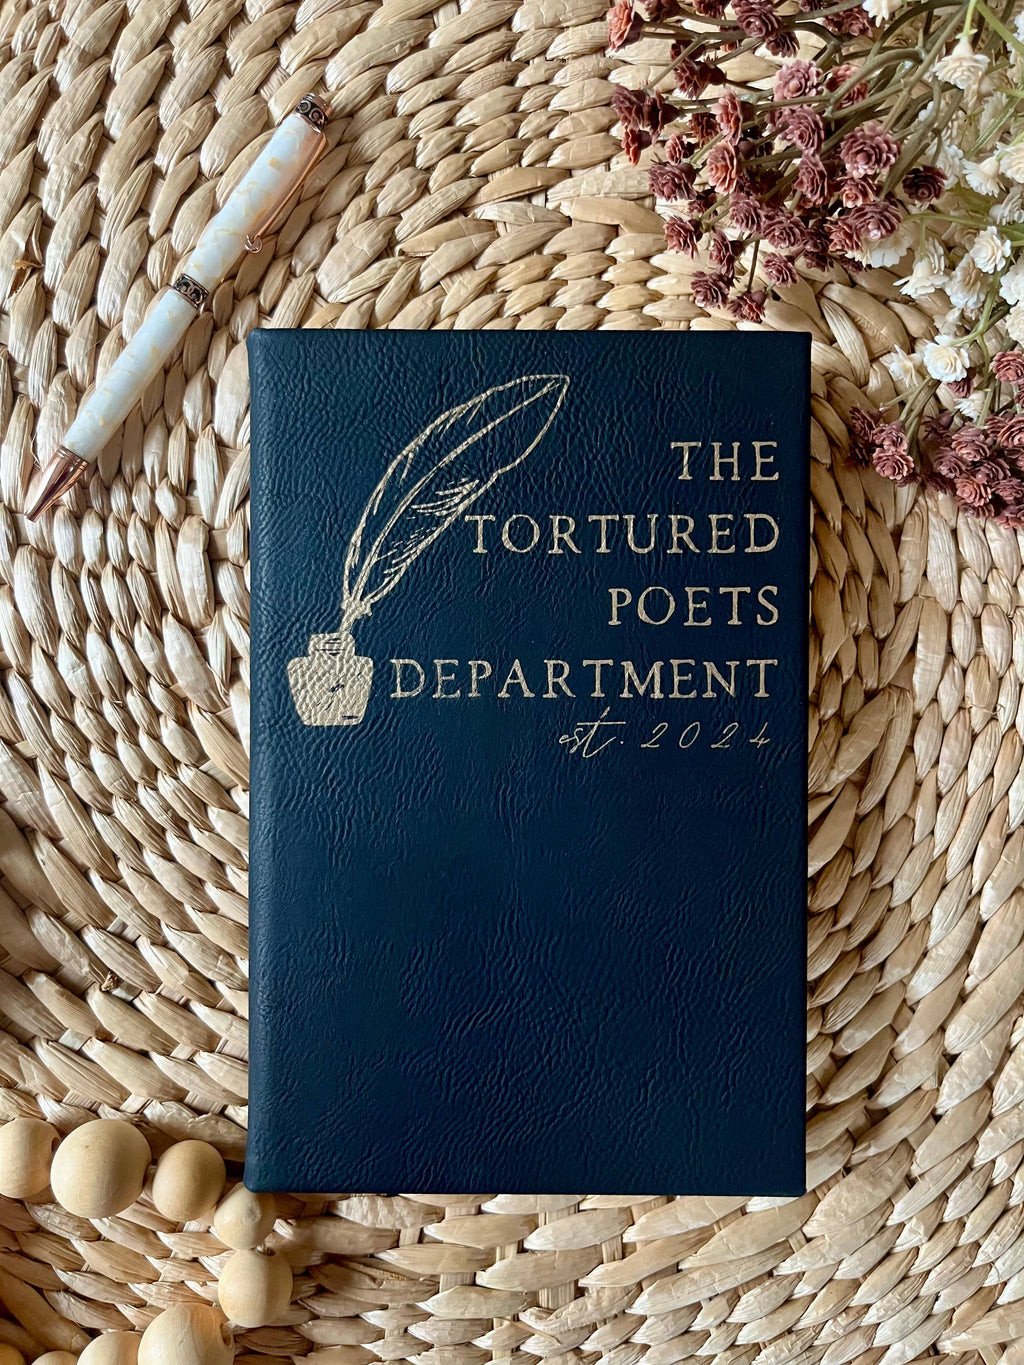 THE
TORTURED
POETS
DEPARTMENT
est. 2024